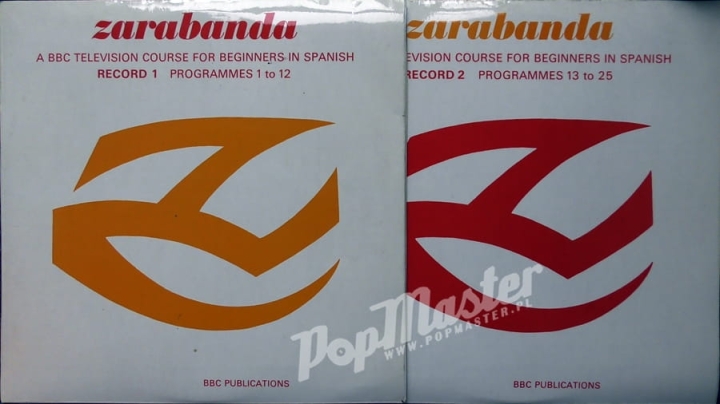 zarabanda
A BBC TELEVISION COURSE FOR BEGINNERS IN SPANISH
RECORD 1 PROGRAMMES 1 to 12
BBC PUBLICATIONS
zarabanda
EVISION COURSE FOR BEGINNERS IN SPANISH
RECORD 2 PROGRAMMES 13 to 25
BBC PUBLICATIONS
PopMaster
WWW.POPMASTER.PL